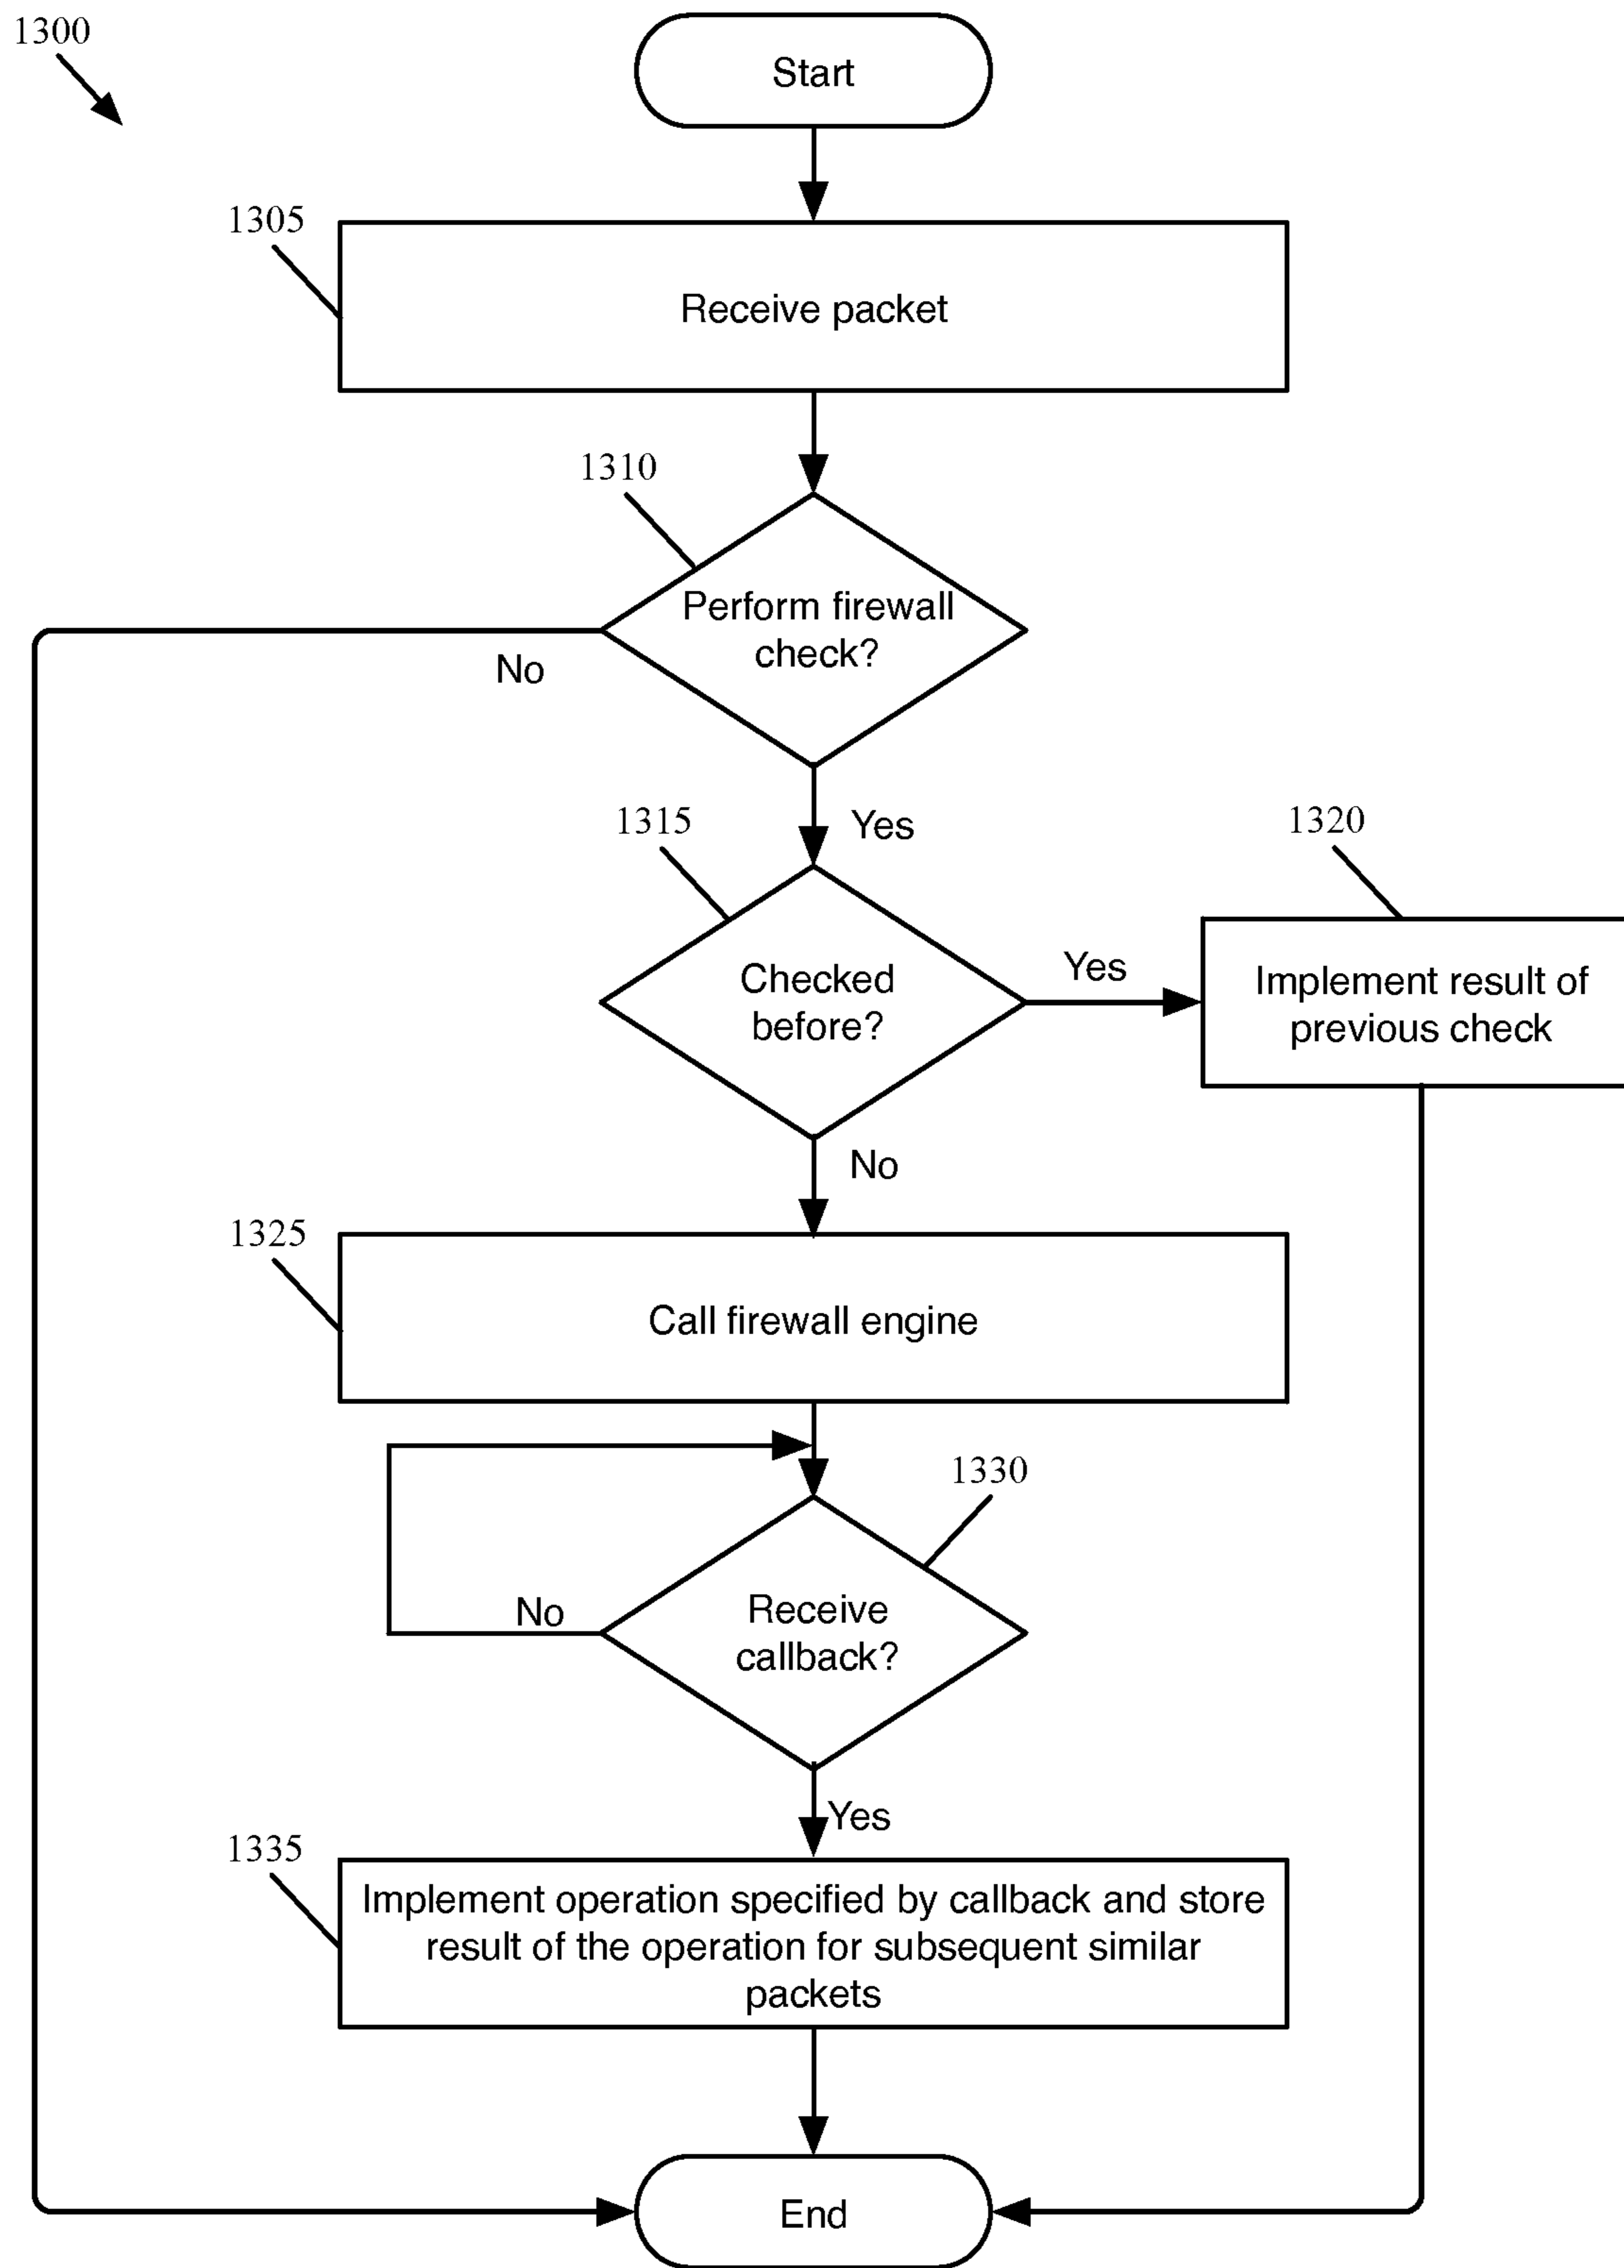 1300
Start
1305
Receive packet
1310
Perform firewall
check?
No
Yes
1315
1320
Checked
before?
Yes
Implement result of
previous check
No
1325
Call firewall engine
1330
Receive
callback?
No
Yes
1335
Implement operation specified by callback and store
result of the operation for subsequent similar
packets
End